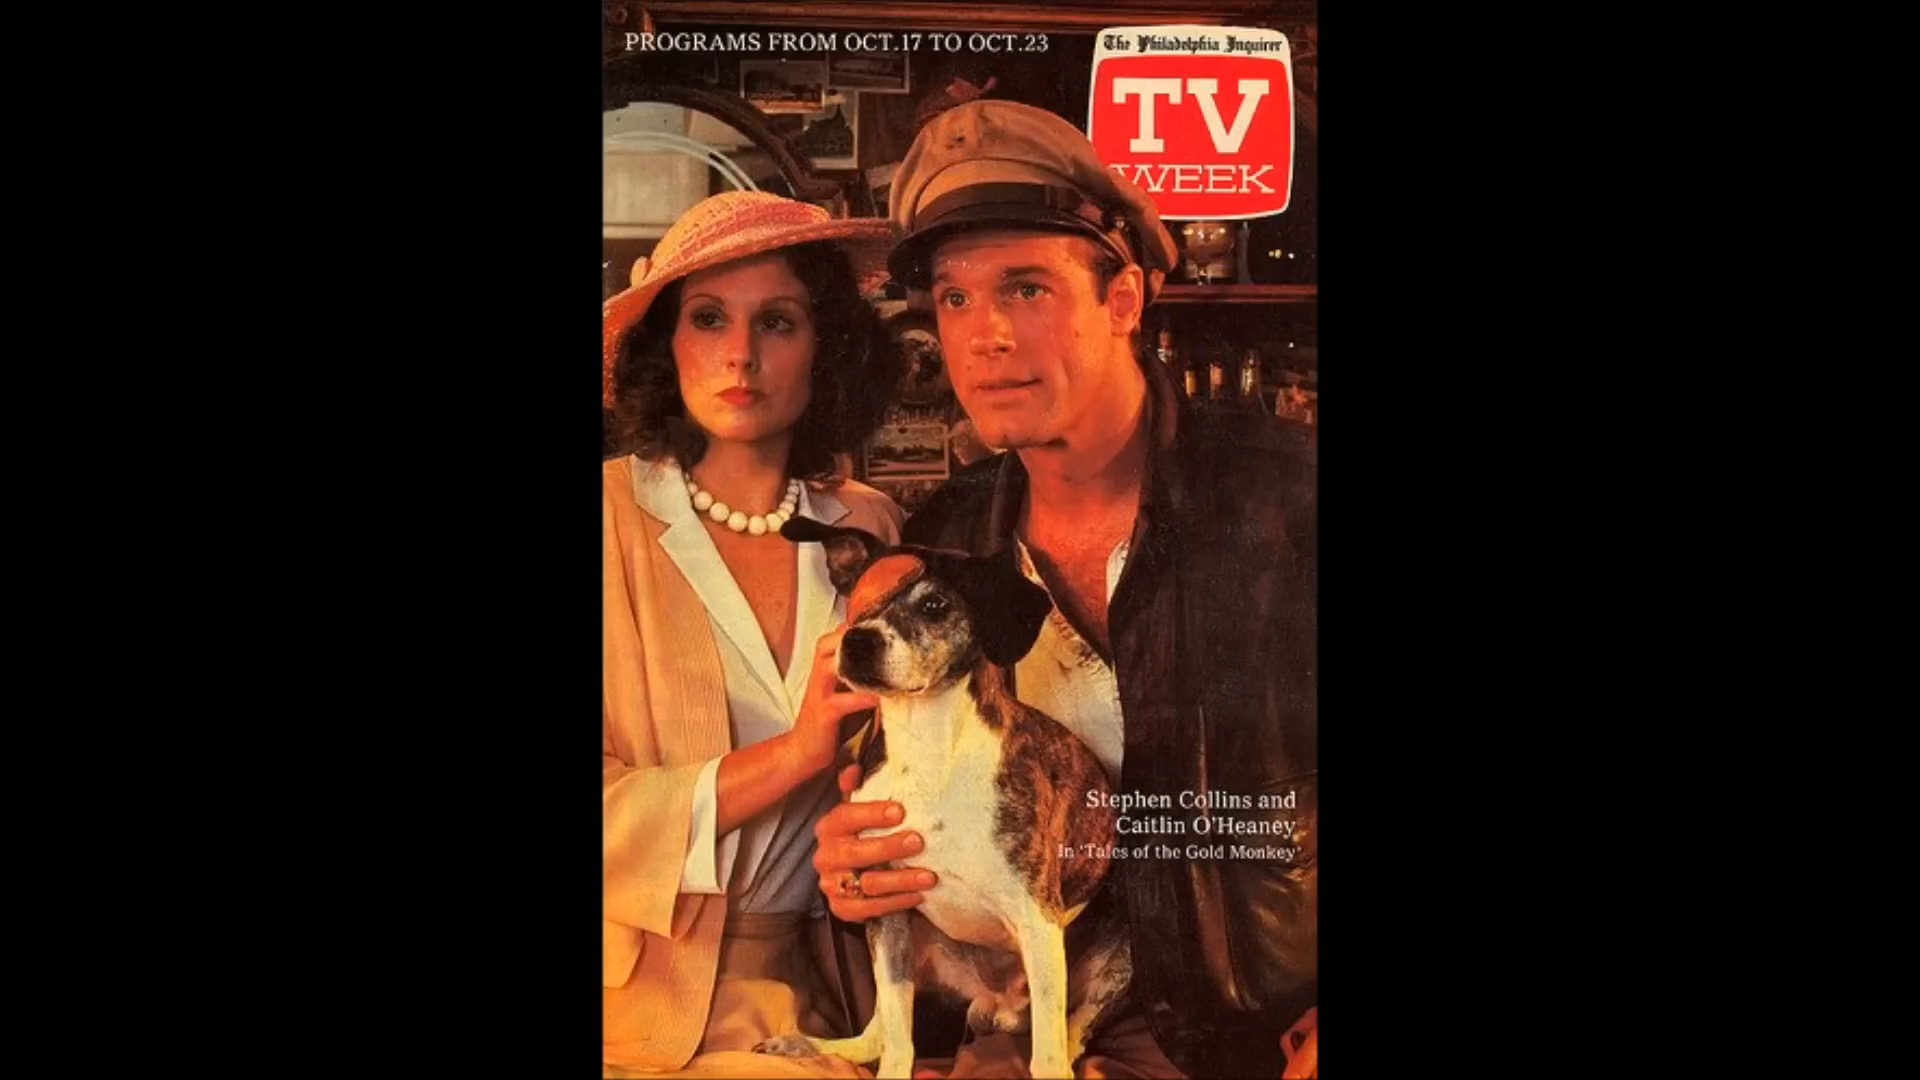 PROGRAMS FROM OCT.17 TO OCT.23
The Philadelphia Inquirer
TV
WEEK
Stephen Collins and
Caitlin O'Heaney
In 'Tales of the Gold Monkey'